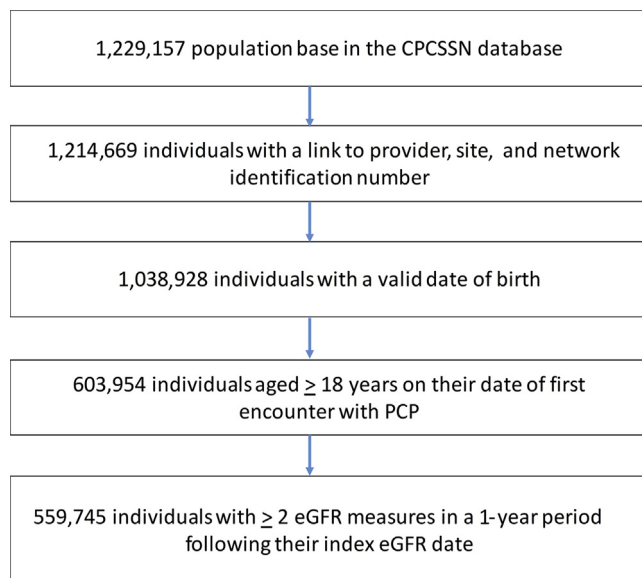 1,229,157 population base in the CPCSSN database
1,214,669 individuals with a link to provider, site, and network
identification number
1,038,928 individuals with a valid date of birth
603,954 individuals aged ≥ 18 years on their date of first
encounter with PCP
559,745 individuals with ≥ 2 eGFR measures in a 1-year period
following their index eGFR date